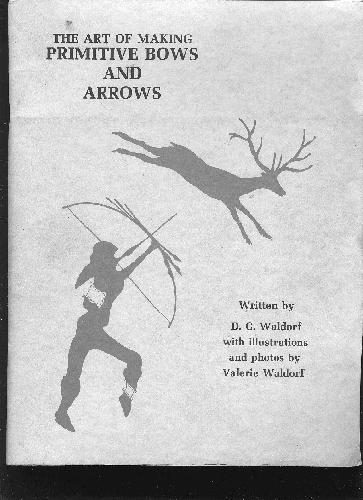 THE ART OF MAKING
PRIMITIVE BOWS
AND
ARROWS
Written by
D. C. Waldorf
with illustrations
and photos by
Valerie Waldorf